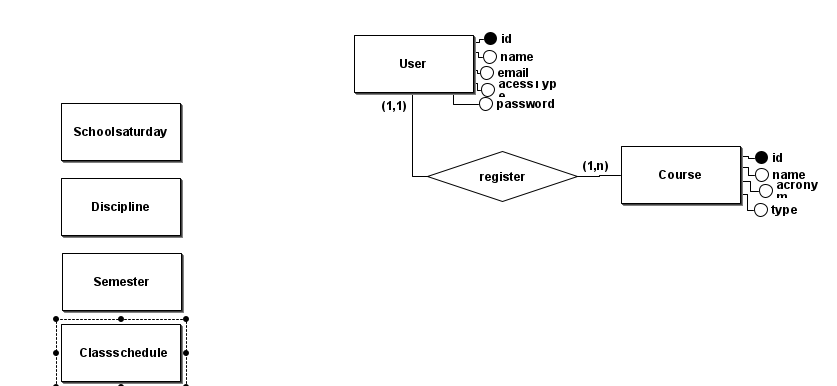 id
User
name
email
acessTyp
e
(1,1)
password
Schoolsaturday
register
(1,n)
Course
id
name
acrony
m
type
Discipline
Semester
Classschedule